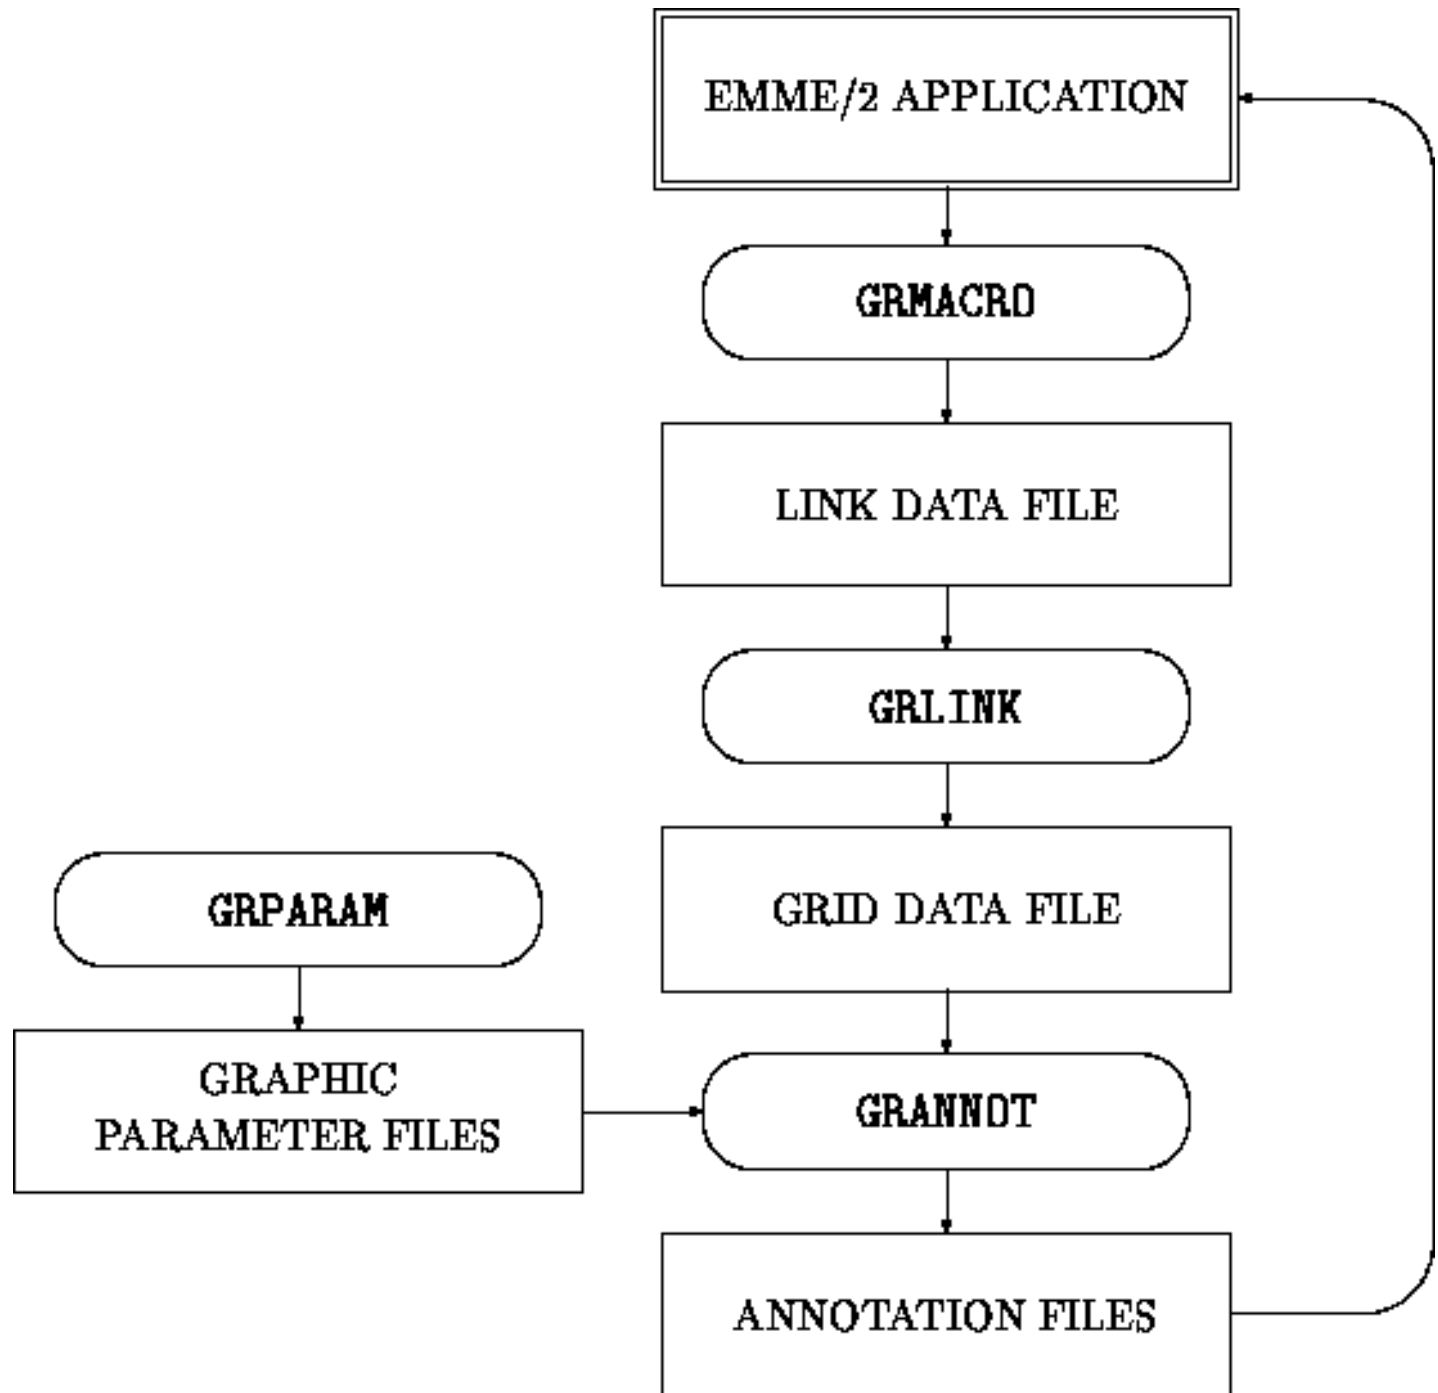 EMME/2 APPLICATION
GRMACRO
LINK DATA FILE
GRLINK
GRID DATA FILE
GRPARAM
GRAPHIC
PARAMETER FILES
GRANNOT
ANNOTATION FILES